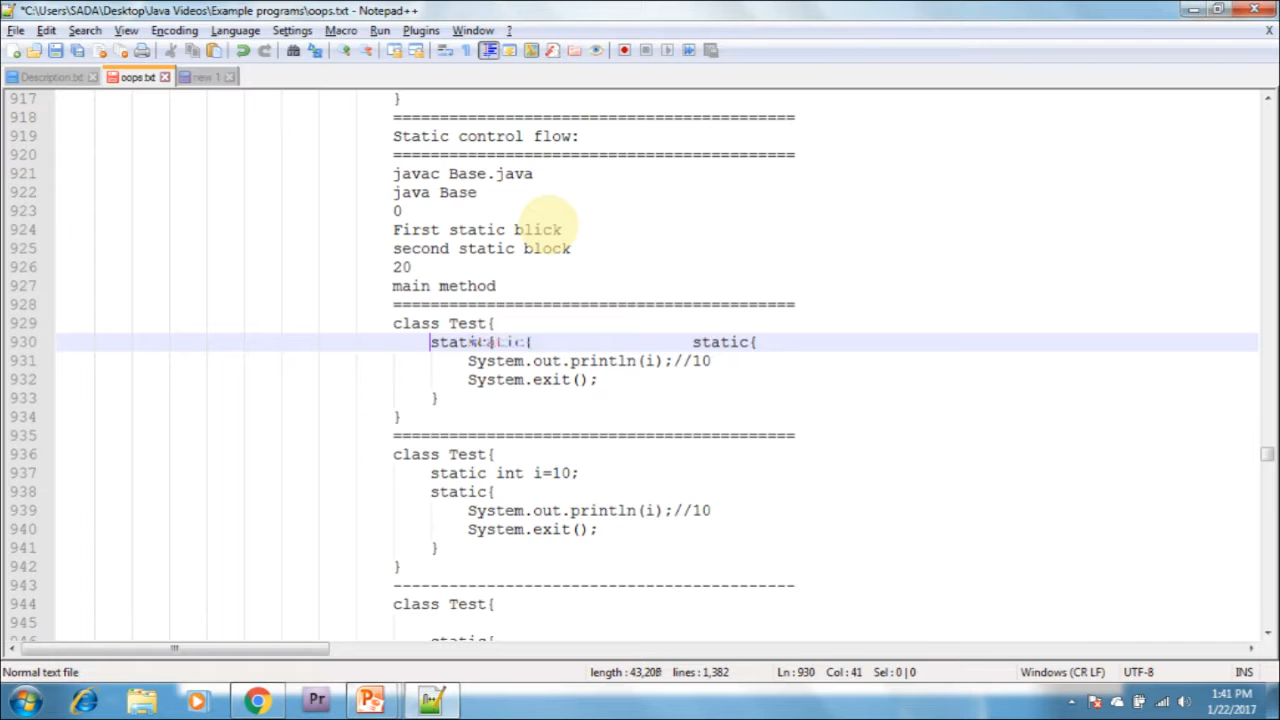 *C:\Users\SADA\Desktop\Java Videos\Example programs\oops.txt - Notepad++
File Edit Search View Encoding Language Settings Macro Run Plugins Window ? X
Description.txt oops.txt new 1
917 }
918 ===========================================
919 Static control flow:
920 ===========================================
921 javac Base.java
922 java Base
923 0
924 First static blick
925 second static block
926 20
927 main method
928 ===========================================
929 class Test{
930 static{
931 System.out.println(i);//10
932 System.exit();
933 }
934 }
935 ===========================================
936 class Test{
937 static int i=10;
938 static{
939 System.out.println(i);//10
940 System.exit();
941 }
942 }
943 -------------------------------------------
944 class Test{
945
946 static{
Normal text file length : 43,208 lines : 1,382 Ln : 930 Col : 41 Sel : 0 | 0 Windows (CR LF) UTF-8 INS
Pr
1:41 PM
1/22/2017